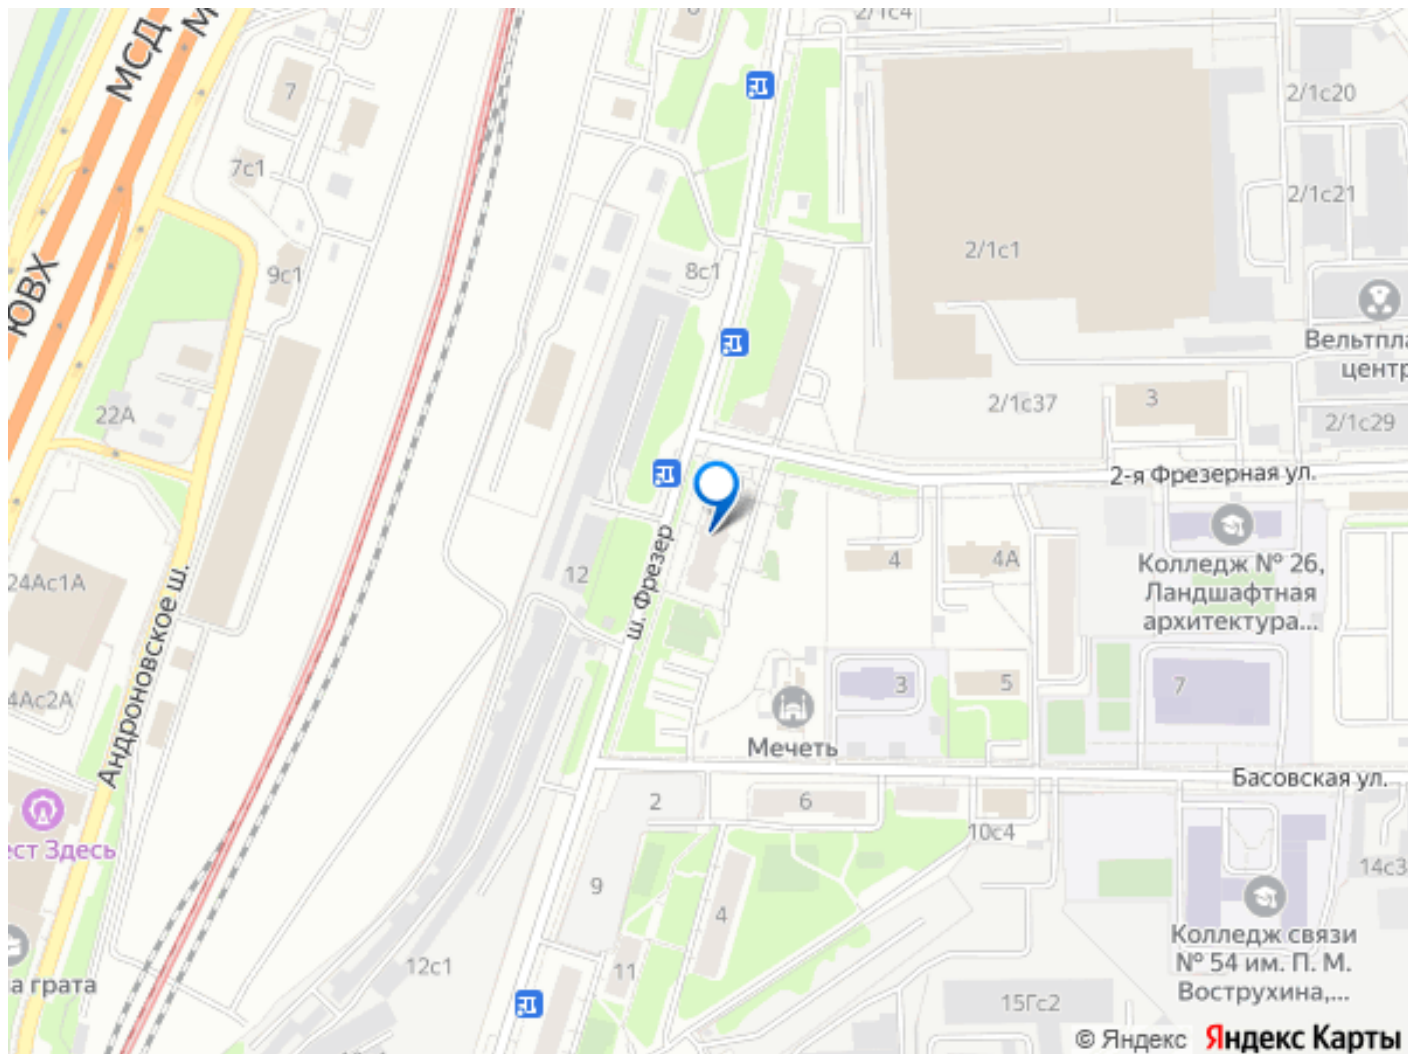 2/1с4
6
МСД
М
7
2/1с20
7с1
2/1с21
8с1
2/1с1
9с1
ЮВХ
Вельтпла
центр
22А
2/1с37
3
2/1с29
2-я Фрезерная ул.
ш. Фрезер
4
4А
Колледж № 26,
Ландшафтная
архитектура...
24Ас1А
12
Андроновское ш.
3
5
7
4Ас2А
Мечеть
Басовская ул.
2
6
10с4
ест Здесь
9
4
14с3
Колледж связи
№ 54 им. П. М.
Вострухина,...
12с1
11
а грата
15Гс2
© Яндекс Яндекс Карты